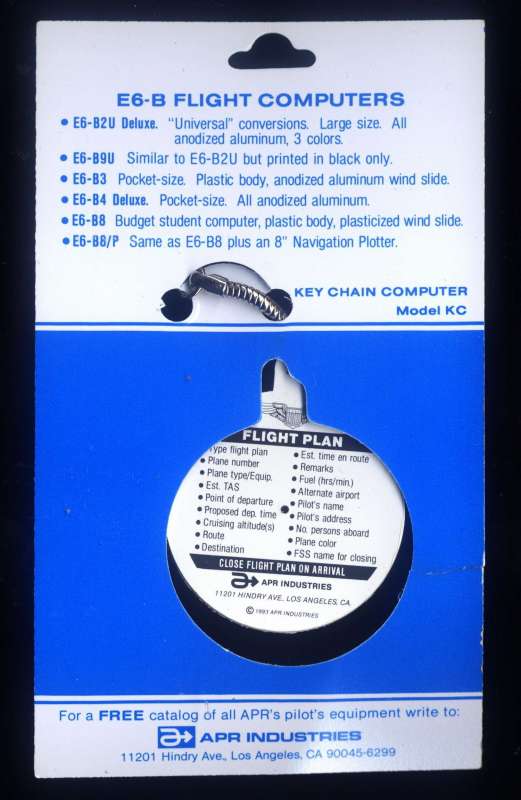 E6-B FLIGHT COMPUTERS
• E6-B2U Deluxe. "Universal" conversions. Large size. All
anodized aluminum, 3 colors.
• E6-B9U Similar to E6-B2U but printed in black only.
• E6-B3 Pocket-size. Plastic body, anodized aluminum wind slide.
• E6-B4 Deluxe. Pocket-size. All anodized aluminum.
• E6-B8 Budget student computer, plastic body, plasticized wind slide.
• E6-B8/P Same as E6-B8 plus an 8" Navigation Plotter.
KEY CHAIN COMPUTER
Model KC
FLIGHT PLAN
Type flight plan
• Plane number
• Plane type/Equip.
• Est. TAS
• Point of departure
• Proposed dep. time
• Cruising altitude(s)
• Route
• Destination
• Est. time en route
• Remarks
• Fuel (hrs/min.)
• Alternate airport
• Pilot's name
• Pilot's address
• No. persons aboard
• Plane color
• FSS name for closing
CLOSE FLIGHT PLAN ON ARRIVAL
APR INDUSTRIES
11201 HINDRY AVE., LOS ANGELES, CA.
© 1993 APR INDUSTRIES
For a FREE catalog of all APR's pilot's equipment write to:
APR INDUSTRIES
11201 Hindry Ave., Los Angeles, CA 90045-6299